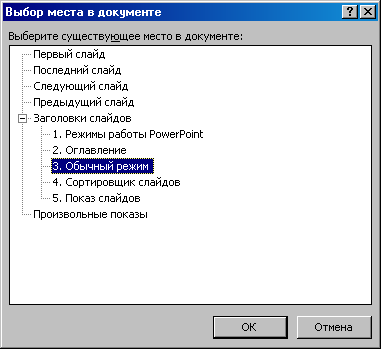 Выбор места в документе
Выберите существующее место в документе:
Первый слайд
Последний слайд
Следующий слайд
Предыдущий слайд
Заголовки слайдов
1. Режимы работы PowerPoint
2. Оглавление
3. Обычный режим
4. Сортировщик слайдов
5. Показ слайдов
Произвольные показы
OK
Отмена